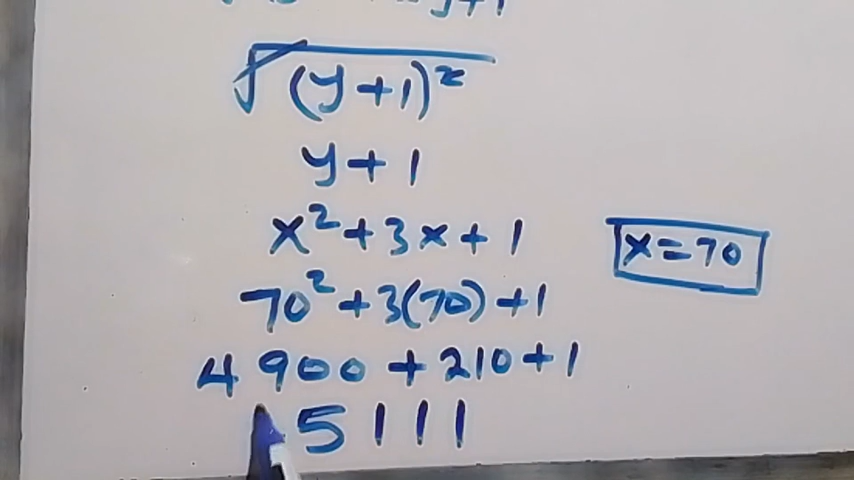 √(y+1)²
y+1
x²+3x+1
x=70
70²+3(70)+1
4900+210+1
5111